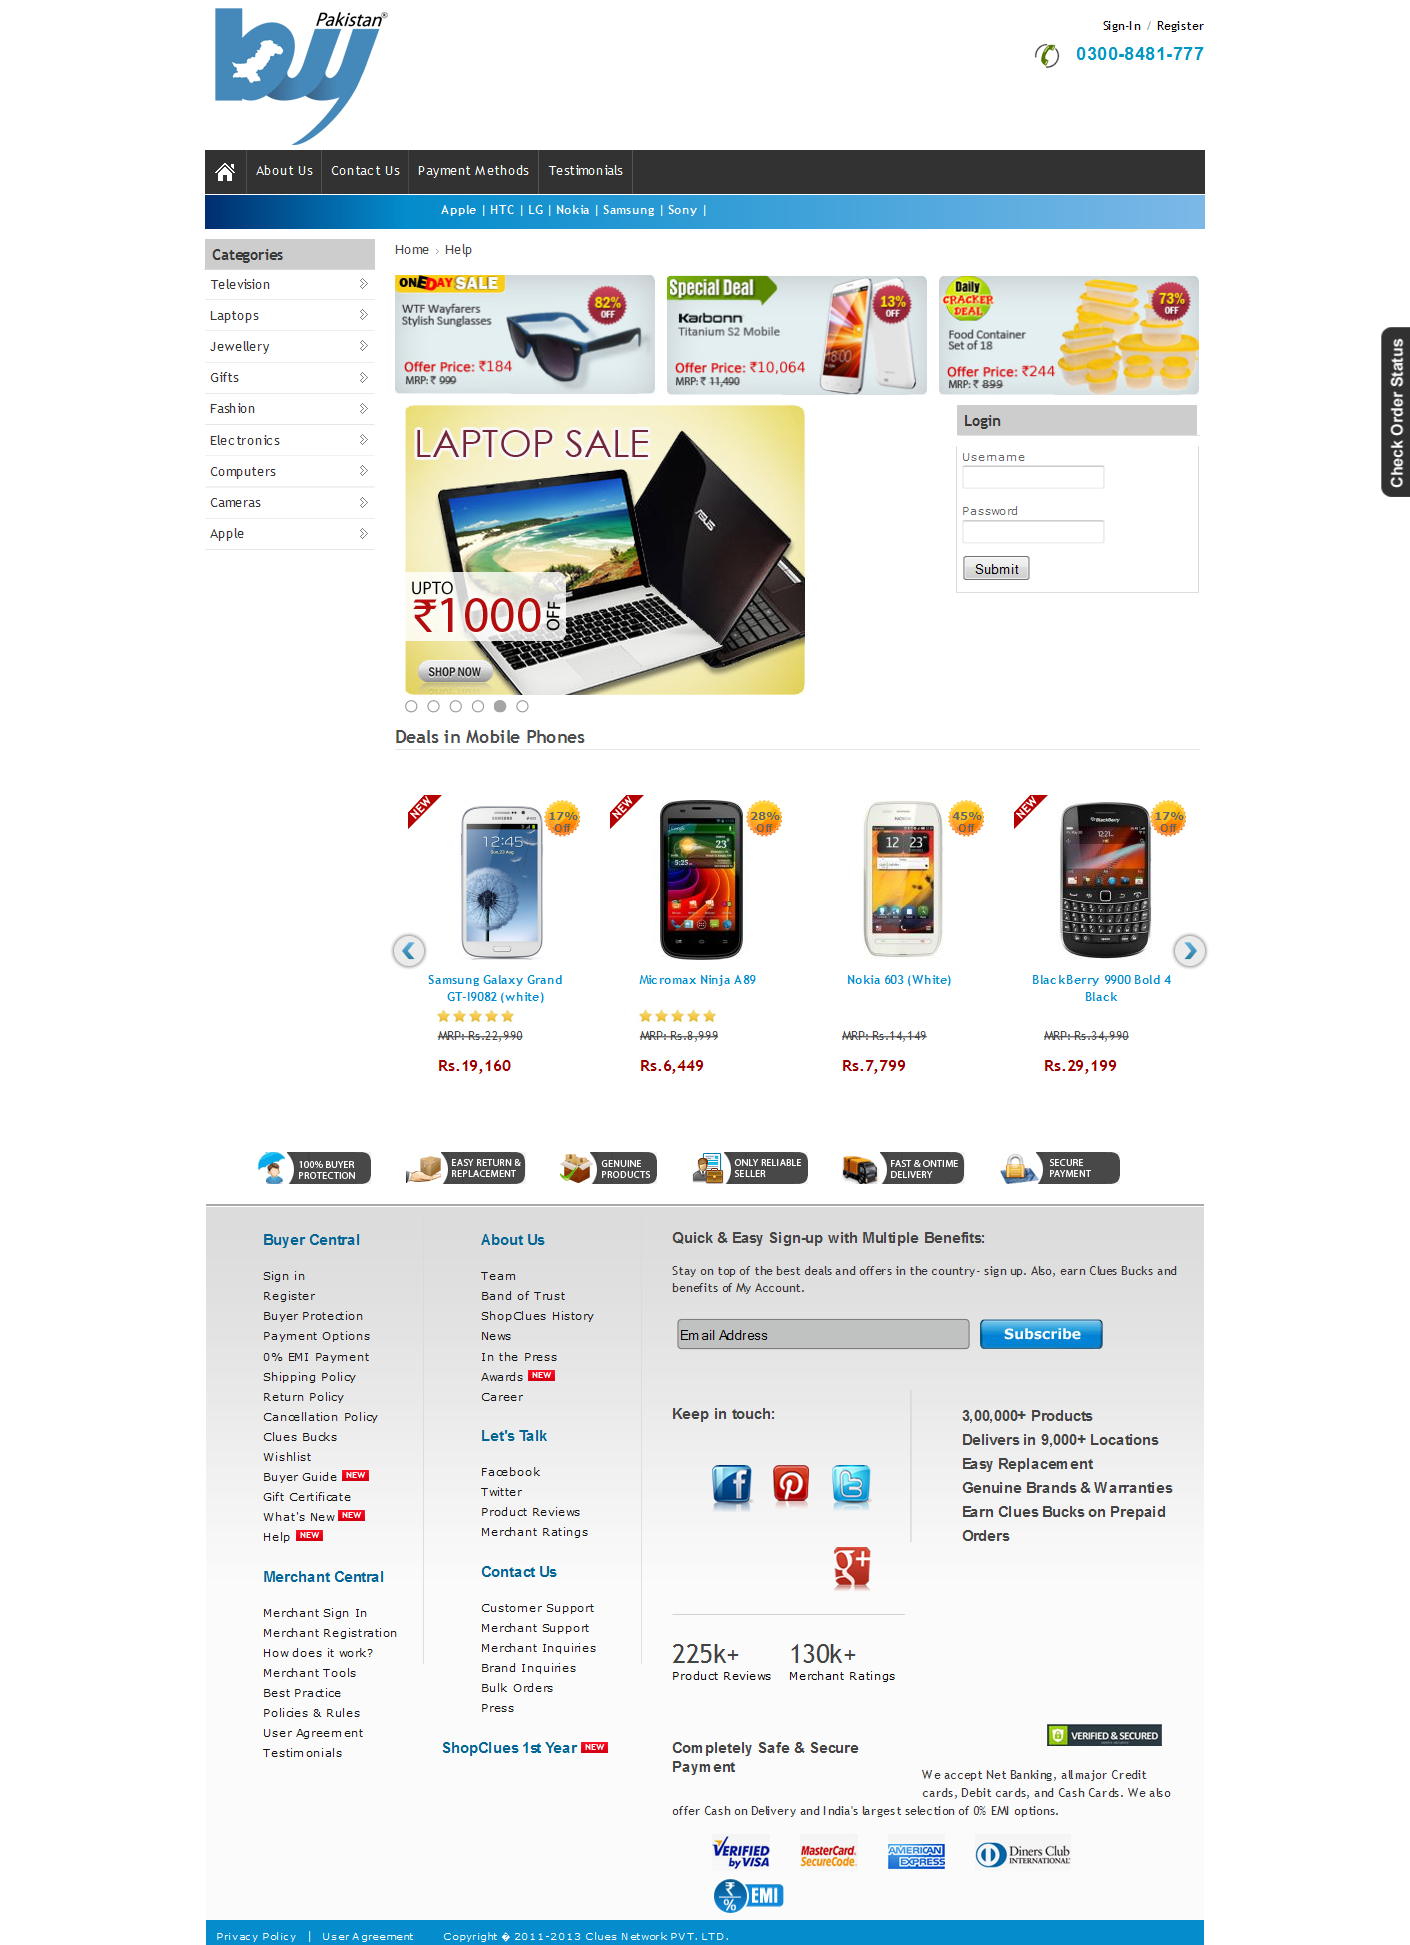 Pakistan®
buy
Sign-In / Register
0300-8481-777
About Us
Contact Us
Payment Methods
Testimonials
Apple | HTC | LG | Nokia | Samsung | Sony |
Categories
Television
Laptops
Jewellery
Gifts
Fashion
Electronics
Computers
Cameras
Apple
Home › Help
ONEDAY SALE
WTF Wayfarers
Stylish Sunglasses
82%
OFF
Offer Price: ₹184
MRP: ₹ 999
Special Deal
Karbonn
Titanium S2 Mobile
13%
OFF
Offer Price: ₹10,064
MRP: ₹ 11,490
Daily
CRACKER
DEAL
Food Container
Set of 18
73%
OFF
Offer Price: ₹244
MRP: ₹ 899
Check Order Status
LAPTOP SALE
ASUS
UPTO
₹1000 OFF
SHOP NOW
Login
Username
Password
Submit
Deals in Mobile Phones
NEW
17%
Off
SAMSUNG
12:45
NEW
28%
Off
23
5:25
45%
Off
NOKIA
12 23
NEW
17%
Off
BlackBerry
12:21
Samsung Galaxy Grand
GT-I9082 (white)
MRP: Rs.22,990
Rs.19,160
Micromax Ninja A89
MRP: Rs.8,999
Rs.6,449
Nokia 603 (White)
MRP: Rs.14,149
Rs.7,799
BlackBerry 9900 Bold 4
Black
MRP: Rs.34,990
Rs.29,199
100% BUYER
PROTECTION
EASY RETURN &
REPLACEMENT
GENUINE
PRODUCTS
ONLY RELIABLE
SELLER
FAST & ONTIME
DELIVERY
SECURE
PAYMENT
Buyer Central
Sign in
Register
Buyer Protection
Payment Options
0% EMI Payment
Shipping Policy
Return Policy
Cancellation Policy
Clues Bucks
Wishlist
Buyer Guide NEW
Gift Certificate
What's New NEW
Help NEW
Merchant Central
Merchant Sign In
Merchant Registration
How does it work?
Merchant Tools
Best Practice
Policies & Rules
User Agreement
Testimonials
About Us
Team
Band of Trust
ShopClues History
News
In the Press
Awards NEW
Career
Let's Talk
Facebook
Twitter
Product Reviews
Merchant Ratings
Contact Us
Customer Support
Merchant Support
Merchant Inquiries
Brand Inquiries
Bulk Orders
Press
ShopClues 1st Year NEW
Quick & Easy Sign-up with Multiple Benefits:
Stay on top of the best deals and offers in the country- sign up. Also, earn Clues Bucks and
benefits of My Account.
Email Address
Subscribe
Keep in touch:
3,00,000+ Products
Delivers in 9,000+ Locations
Easy Replacement
Genuine Brands & Warranties
Earn Clues Bucks on Prepaid
Orders
225k+
Product Reviews
130k+
Merchant Ratings
VERIFIED & SECURED
Completely Safe & Secure
Payment
We accept Net Banking, all major Credit
cards, Debit cards, and Cash Cards. We also
offer Cash on Delivery and India's largest selection of 0% EMI options.
VERIFIED
by VISA
MasterCard.
SecureCode.
AMERICAN
EXPRESS
Diners Club
INTERNATIONAL
₹
%
EMI
Privacy Policy | User Agreement
Copyright � 2011-2013 Clues Network PVT. LTD.